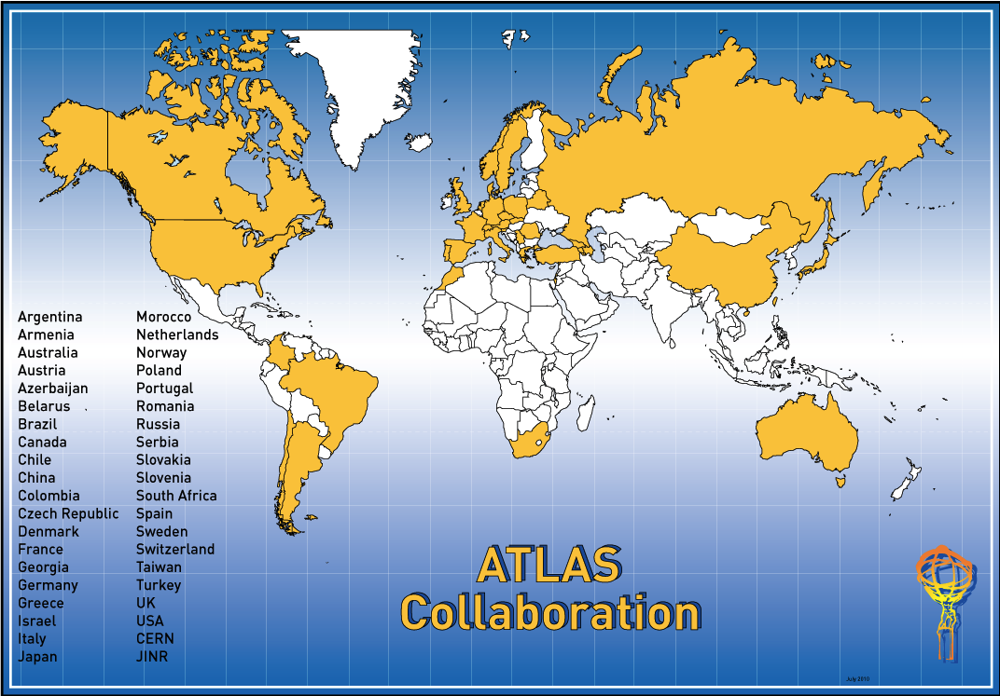 Argentina
Armenia
Australia
Austria
Azerbaijan
Belarus
Brazil
Canada
Chile
China
Colombia
Czech Republic
Denmark
France
Georgia
Germany
Greece
Israel
Italy
Japan
Morocco
Netherlands
Norway
Poland
Portugal
Romania
Russia
Serbia
Slovakia
Slovenia
South Africa
Spain
Sweden
Switzerland
Taiwan
Turkey
UK
USA
CERN
JINR
ATLAS
Collaboration
July 2010